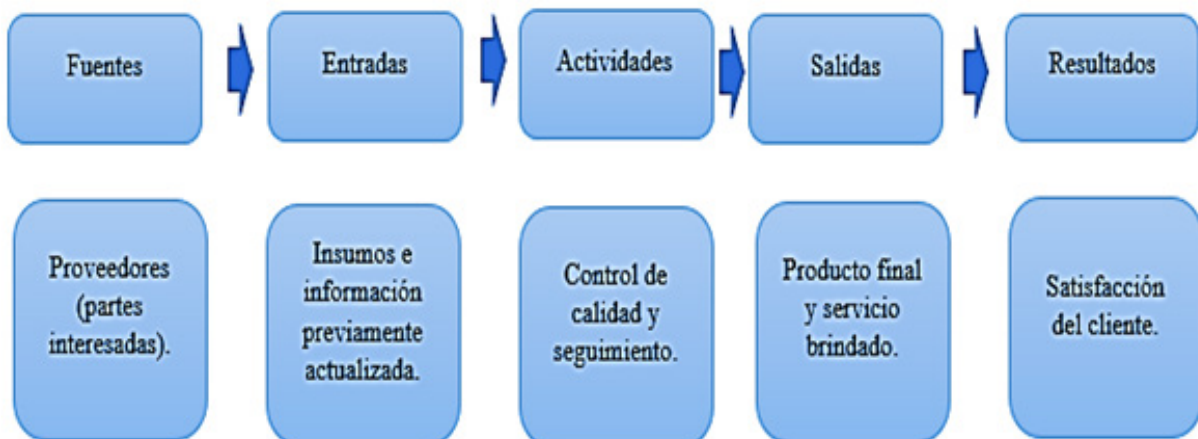 Fuentes
Entradas
Actividades
Salidas
Resultados
Proveedores
(partes
interesadas).
Insumos e
información
previamente
actualizada.
Control de
calidad y
seguimiento.
Producto final
y servicio
brindado.
Satisfacción
del cliente.